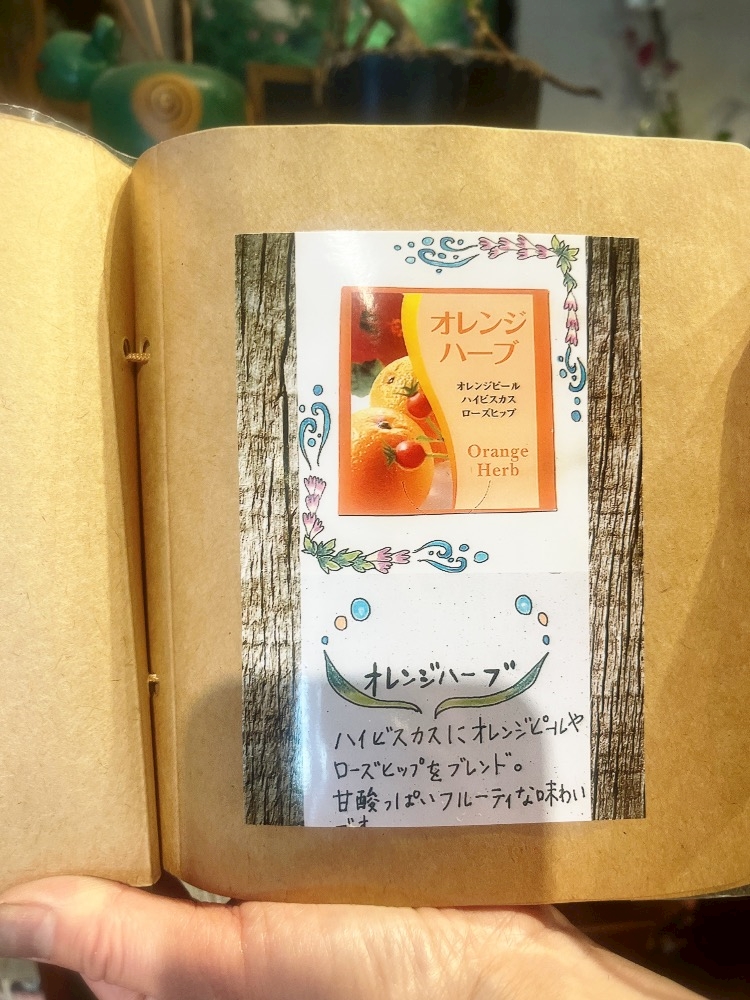 オレンジ
ハーブ
オレンジピール
ハイビスカス
ローズヒップ
Orange
Herb
オレンジハーブ
ハイビスカスにオレンジピールや
ローズヒップをブレンド。
甘酸っぱいフルーティな味わい